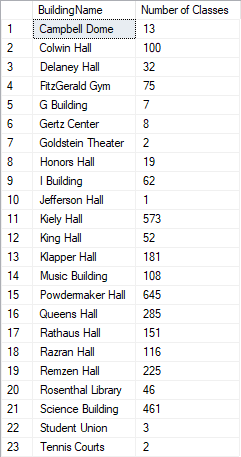 BuildingName Number of Classes
1 Campbell Dome 13
2 Colwin Hall 100
3 Delaney Hall 32
4 FitzGerald Gym 75
5 G Building 7
6 Gertz Center 8
7 Goldstein Theater 2
8 Honors Hall 19
9 I Building 62
10 Jefferson Hall 1
11 Kiely Hall 573
12 King Hall 52
13 Klapper Hall 181
14 Music Building 108
15 Powdermaker Hall 645
16 Queens Hall 285
17 Rathaus Hall 151
18 Razran Hall 116
19 Remzen Hall 225
20 Rosenthal Library 46
21 Science Building 461
22 Student Union 3
23 Tennis Courts 2